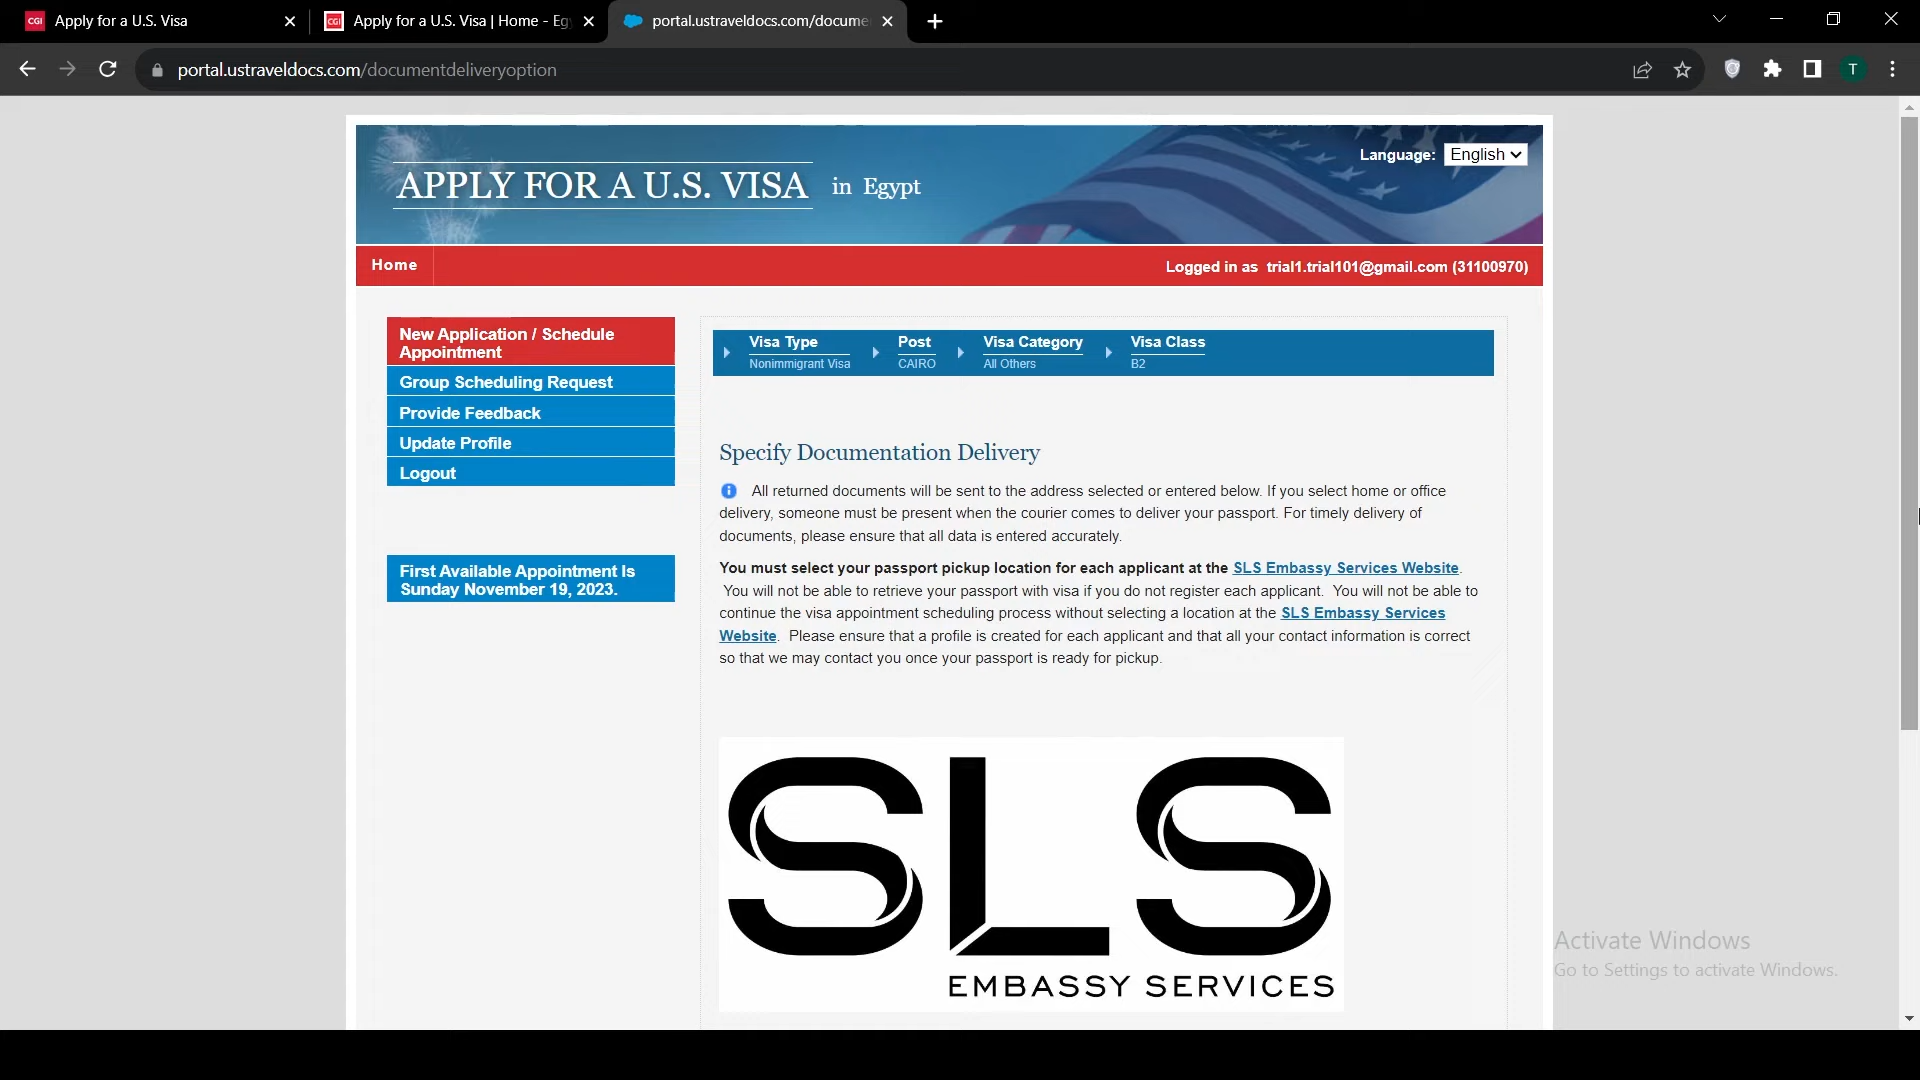 CGI Apply for a U.S. Visa
CGI Apply for a U.S. Visa | Home - Eg
portal.ustraveldocs.com/docume
portal.ustraveldocs.com/documentdeliveryoption
T
APPLY FOR A U.S. VISA in Egypt
Language: English
Home
Logged in as trial1.trial101@gmail.com (31100970)
New Application / Schedule
Appointment
Group Scheduling Request
Provide Feedback
Update Profile
Logout
First Available Appointment Is
Sunday November 19, 2023.
Visa Type Post Visa Category Visa Class
Nonimmigrant Visa CAIRO All Others B2
Specify Documentation Delivery
All returned documents will be sent to the address selected or entered below. If you select home or office
delivery, someone must be present when the courier comes to deliver your passport. For timely delivery of
documents, please ensure that all data is entered accurately.
You must select your passport pickup location for each applicant at the SLS Embassy Services Website.
You will not be able to retrieve your passport with visa if you do not register each applicant. You will not be able to
continue the visa appointment scheduling process without selecting a location at the SLS Embassy Services
Website. Please ensure that a profile is created for each applicant and that all your contact information is correct
so that we may contact you once your passport is ready for pickup.
SLS
EMBASSY SERVICES
Activate Windows
Go to Settings to activate Windows.